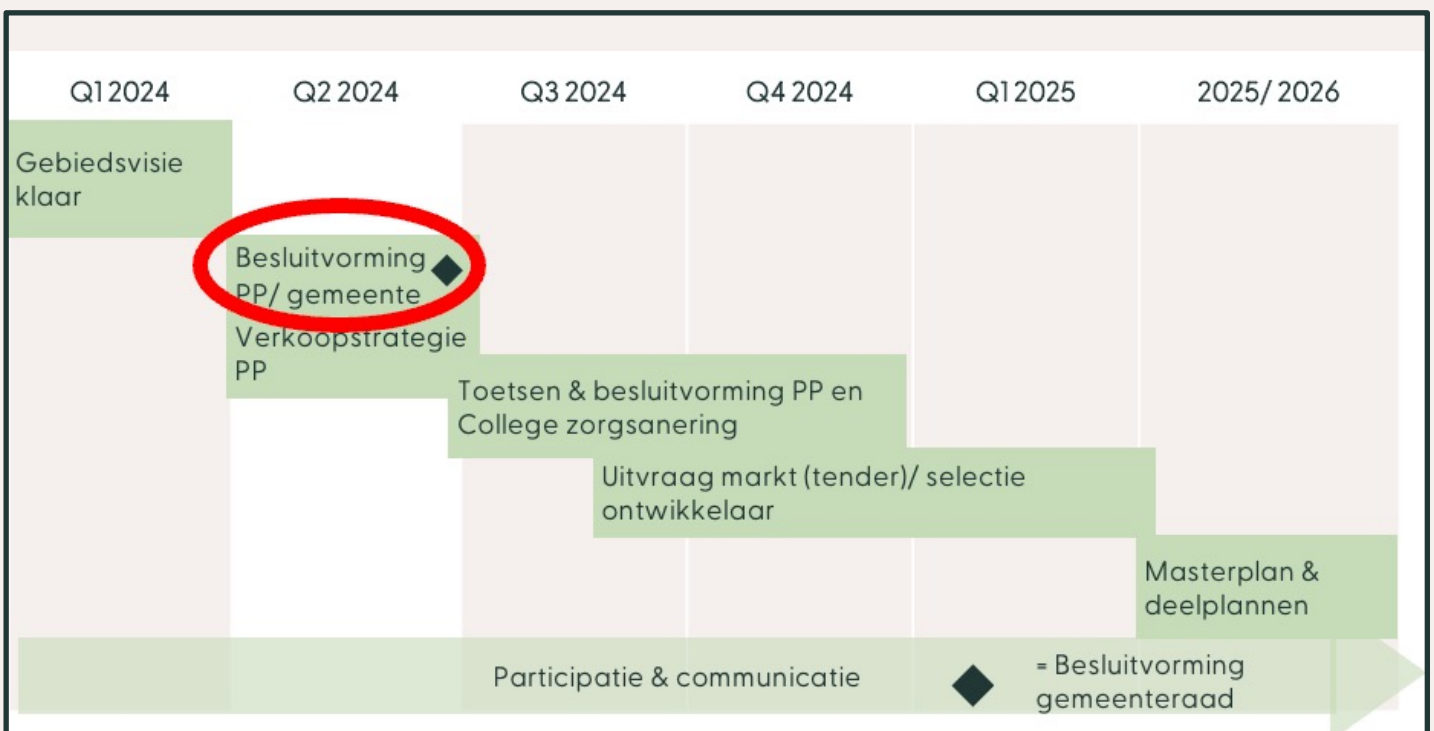 Q1 2024
Q2 2024
Q3 2024
Q4 2024
Q1 2025
2025/ 2026
Gebiedsvisie
klaar
Besluitvorming
PP/ gemeente
Verkoopstrategie
PP
Toetsen & besluitvorming PP en
College zorgsanering
Uitvraag markt (tender)/ selectie
ontwikkelaar
Masterplan &
deelplannen
Participatie & communicatie
= Besluitvorming
gemeenteraad